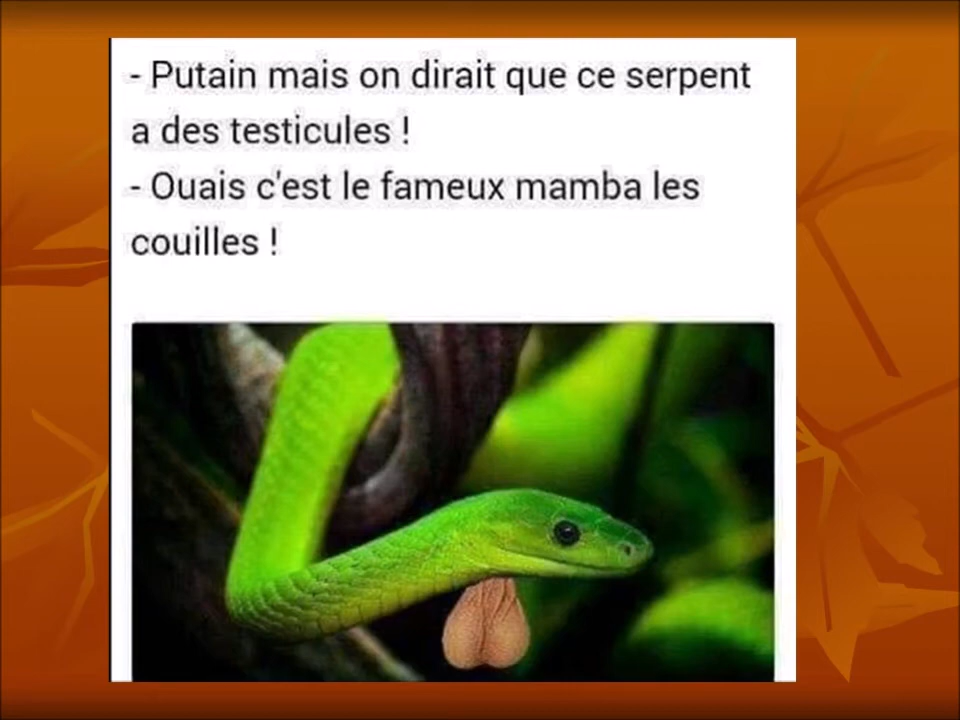 - Putain mais on dirait que ce serpent
a des testicules !
- Ouais c'est le fameux mamba les
couilles !